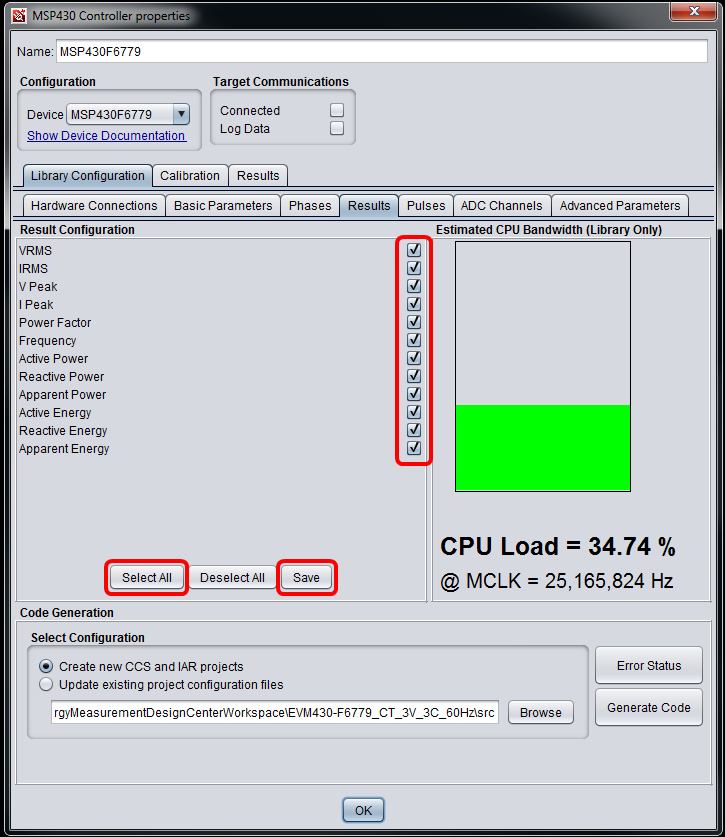 MSP430 Controller properties
Name: MSP430F6779
Configuration
Target Communications
Device MSP430F6779
Show Device Documentation
Connected
Log Data
Library Configuration Calibration Results
Hardware Connections Basic Parameters Phases Results Pulses ADC Channels Advanced Parameters
Result Configuration
VRMS
IRMS
V Peak
I Peak
Power Factor
Frequency
Active Power
Reactive Power
Apparent Power
Active Energy
Reactive Energy
Apparent Energy
Select All Deselect All Save
Estimated CPU Bandwidth (Library Only)
CPU Load = 34.74 %
@ MCLK = 25,165,824 Hz
Code Generation
Select Configuration
Create new CCS and IAR projects
Update existing project configuration files
rgyMeasurementDesignCenterWorkspace\EVM430-F6779_CT_3V_3C_60Hz\src Browse
Error Status
Generate Code
OK